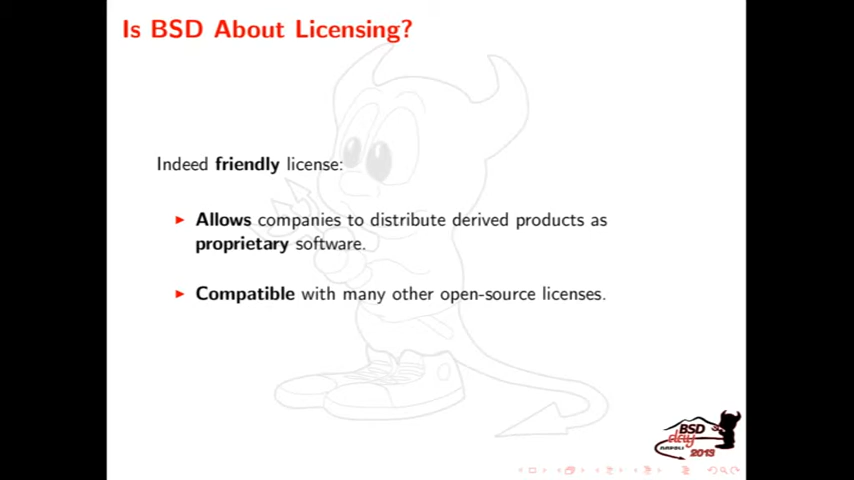 Is BSD About Licensing?
Indeed friendly license:
Allows companies to distribute derived products as
proprietary software.
Compatible with many other open-source licenses.
BSD
day
NAPOLI
2013